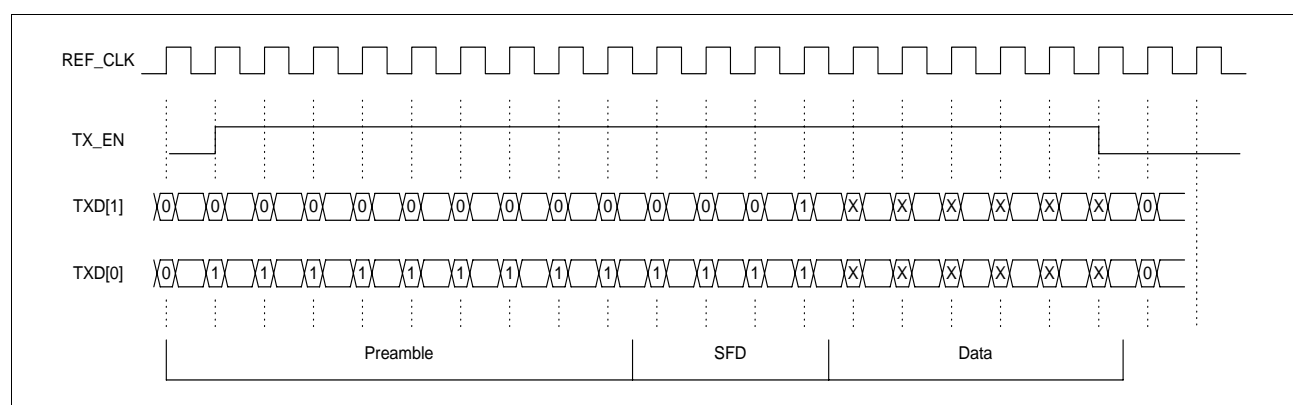 REF_CLK
TX_EN
TXD[1] 0 0 0 0 0 0 0 0 0 0 0 0 0 1 X X X X X X 0
TXD[0] 0 1 1 1 1 1 1 1 1 1 1 1 1 1 X X X X X X 0
Preamble SFD Data